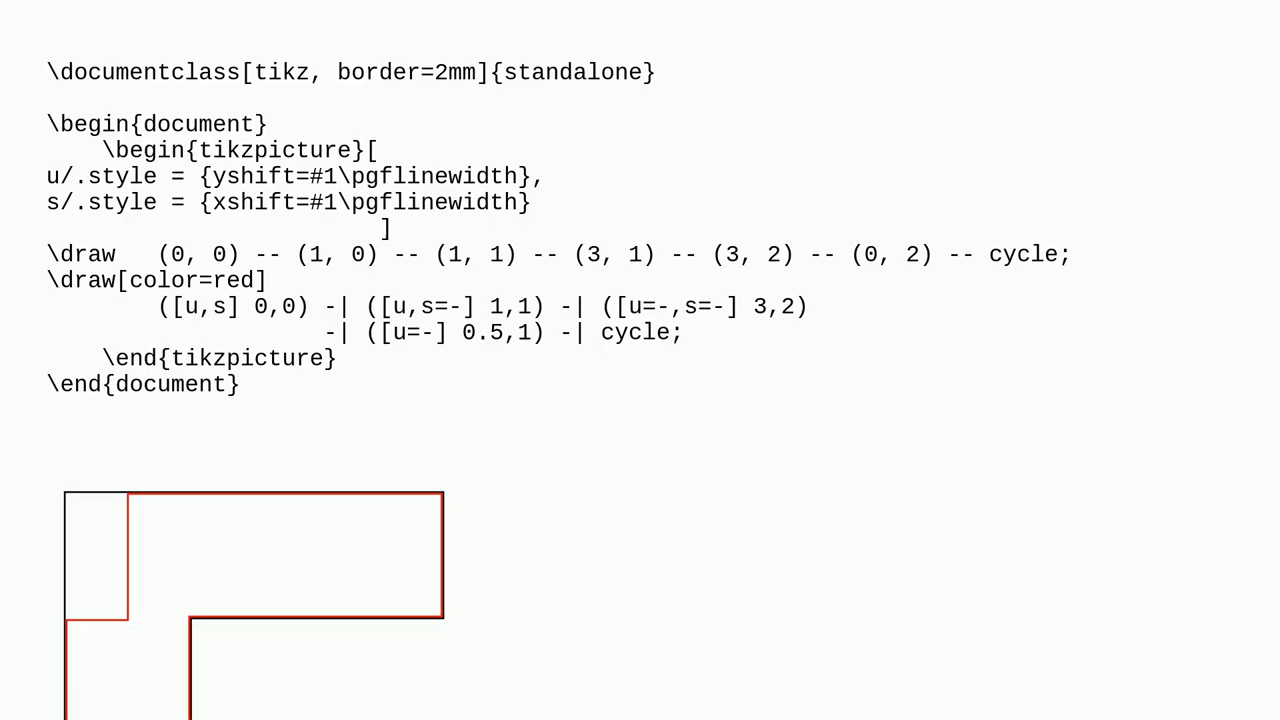 \documentclass[tikz, border=2mm]{standalone}
\begin{document}
\begin{tikzpicture}[
u/.style = {yshift=#1\pgflinewidth},
s/.style = {xshift=#1\pgflinewidth}
]
\draw   (0, 0) -- (1, 0) -- (1, 1) -- (3, 1) -- (3, 2) -- (0, 2) -- cycle;
\draw[color=red]
([u,s] 0,0) -| ([u,s=-] 1,1) -| ([u=-,s=-] 3,2)
-| ([u=-] 0.5,1) -| cycle;
\end{tikzpicture}
\end{document}